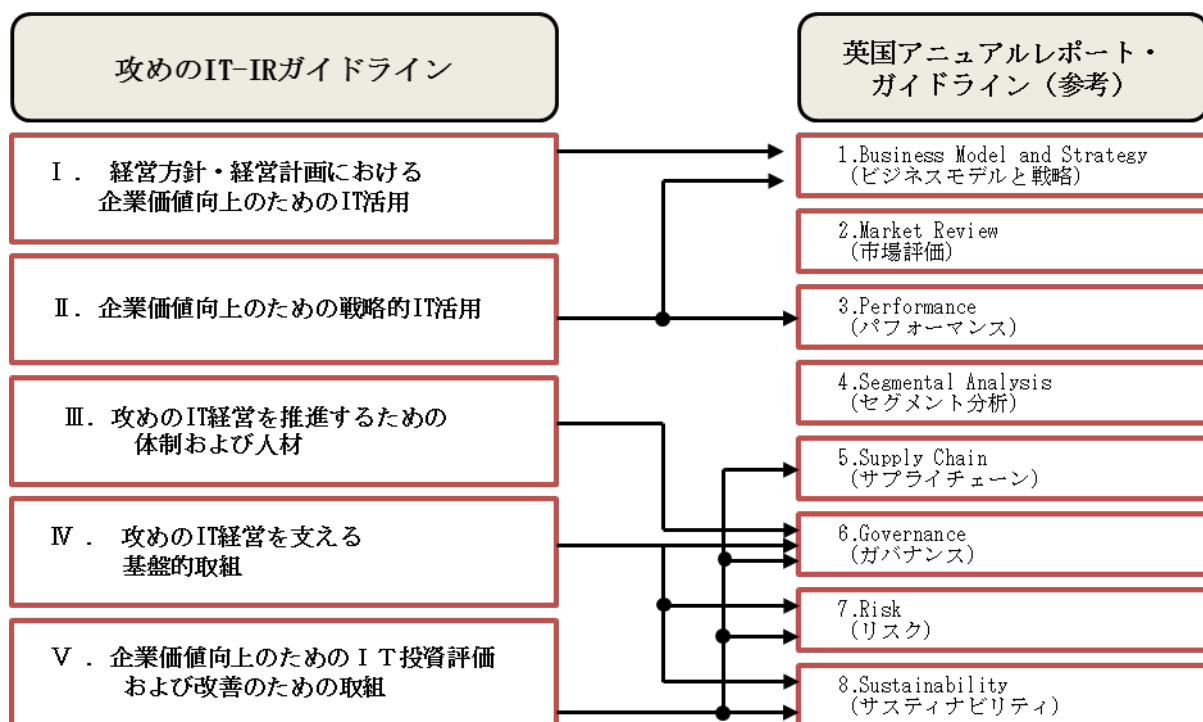 攻めのIT-IRガイドライン
Ⅰ． 経営方針・経営計画における
企業価値向上のためのIT活用
Ⅱ．企業価値向上のための戦略的IT活用
Ⅲ．攻めのIT経営を推進するための
体制および人材
Ⅳ． 攻めのIT経営を支える
基盤的取組
Ⅴ．企業価値向上のためのＩＴ投資評価
および改善のための取組
英国アニュアルレポート・
ガイドライン（参考）
1.Business Model and Strategy
(ビジネスモデルと戦略)
2.Market Review
(市場評価)
3.Performance
(パフォーマンス)
4.Segmental Analysis
(セグメント分析)
5.Supply Chain
(サプライチェーン)
6.Governance
(ガバナンス)
7.Risk
(リスク)
8.Sustainability
(サスティナビリティ)